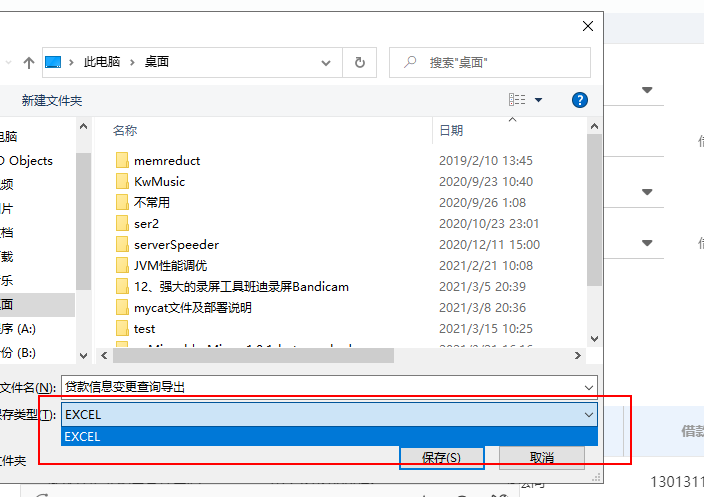 此电脑 › 桌面
搜索"桌面"
新建文件夹
名称 日期
电脑
D Objects
视频
图片
文档
下载
音乐
桌面
程序 (A:)
份 (B:)
memreduct 2019/2/10 13:45
KwMusic 2020/9/23 10:40
不常用 2020/9/26 1:08
ser2 2020/10/23 23:01
serverSpeeder 2020/12/11 15:00
JVM性能调优 2021/2/21 10:08
12、强大的录屏工具班迪录屏Bandicam 2021/3/5 20:39
mycat文件及部署说明 2021/3/8 20:36
test 2021/3/15 10:25
文件名(N): 贷款信息变更查询导出
保存类型(T): EXCEL
EXCEL
文件夹
保存(S) 取消
借
借
借款
1301311